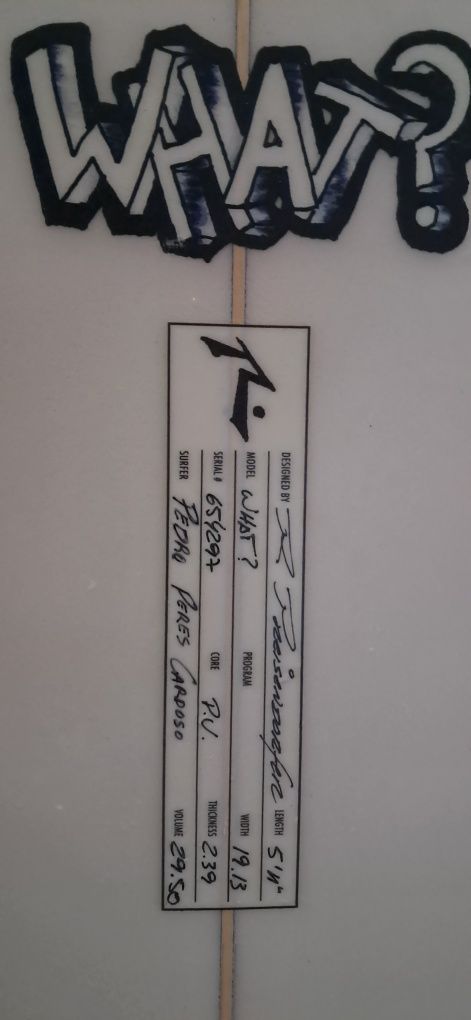 WHAT?
DESIGNED BY R. Preisendorfer LENGTH 5'11"
MODEL WHAT? PROGRAM WIDTH 19.13
SERIAL# 654297 CORE P.U. THICKNESS 2.39
SURFER PEDRO PERES CARDOSO VOLUME 29.50